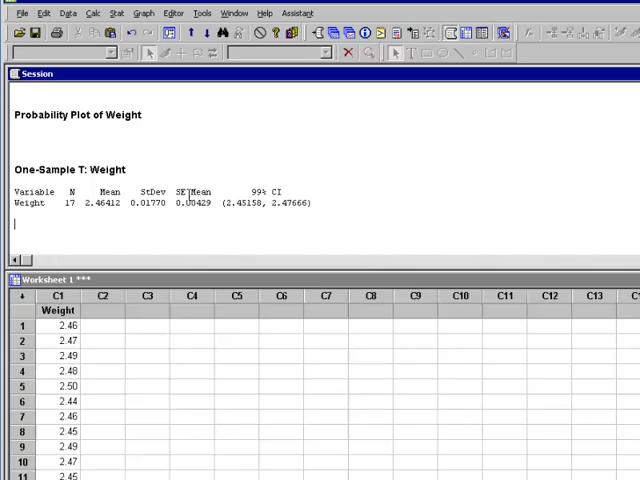 File Edit Data Calc Stat Graph Editor Tools Window Help Assistant
Session
Probability Plot of Weight
One-Sample T: Weight
Variable N Mean StDev SE Mean 99% CI
Weight 17 2.46412 0.01770 0.00429 (2.45158, 2.47666)
Worksheet 1 ***
C1 C2 C3 C4 C5 C6 C7 C8 C9 C10 C11 C12 C13
Weight
1 2.46
2 2.47
3 2.49
4 2.48
5 2.50
6 2.44
7 2.46
8 2.45
9 2.49
10 2.47
11 2.45